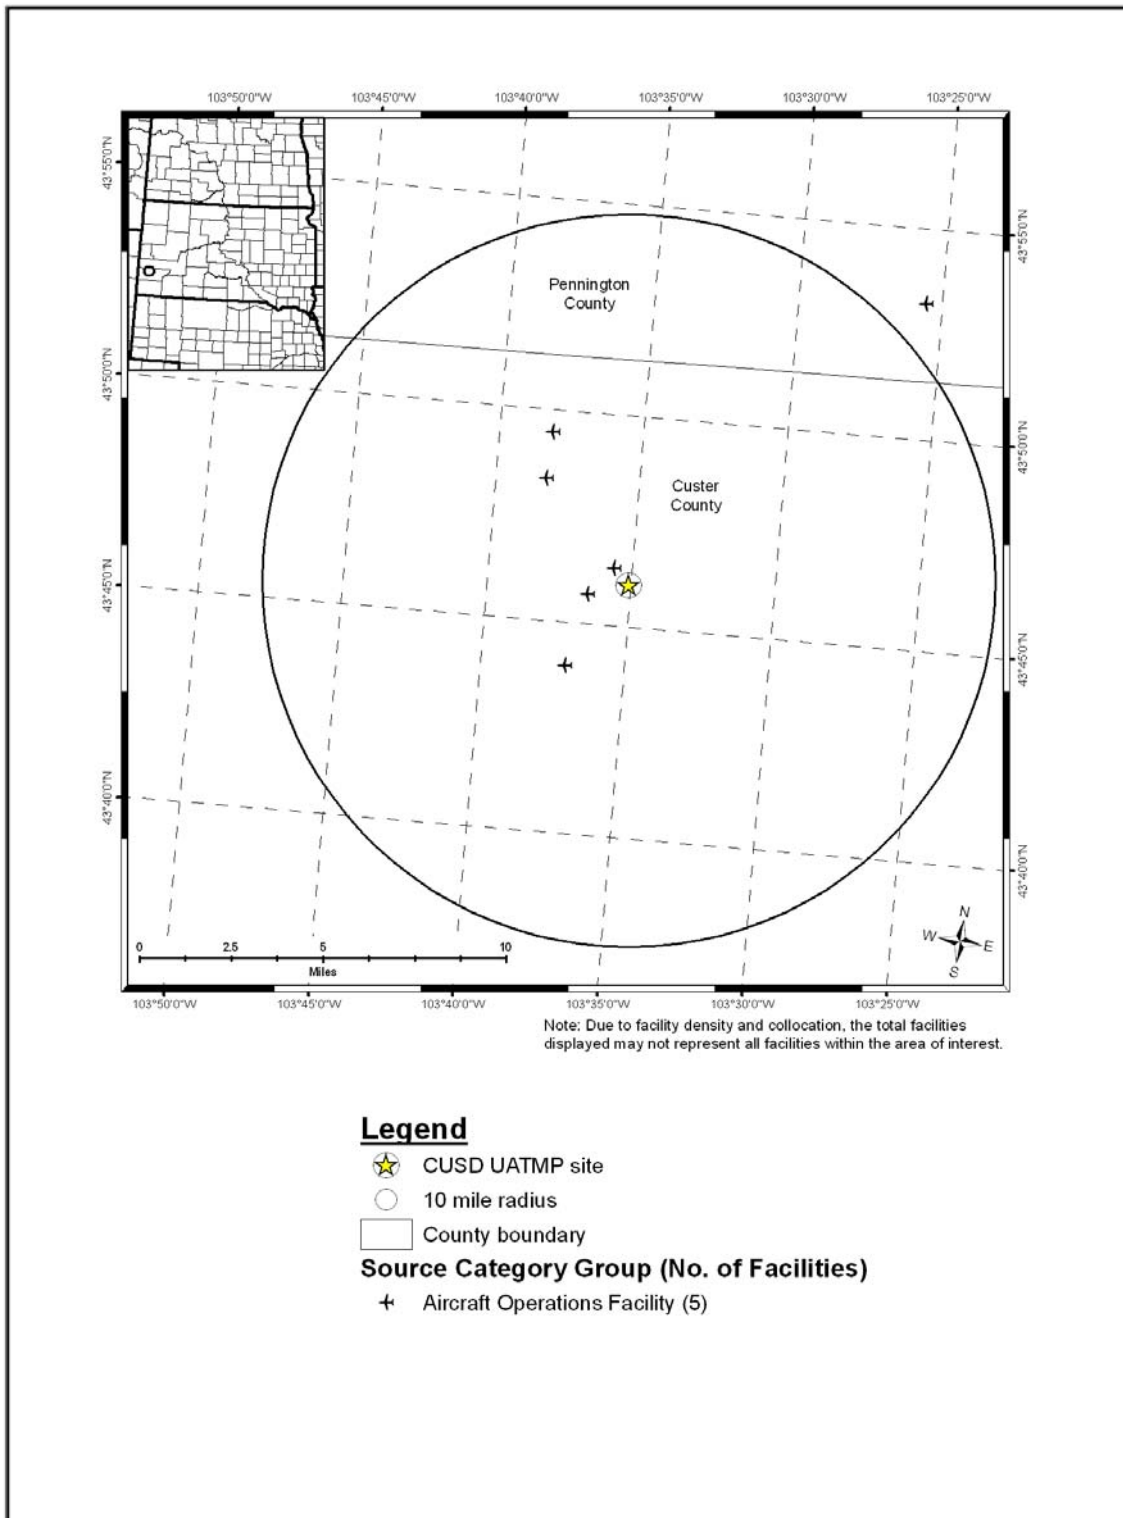 103°50'0"W 103°45'0"W 103°40'0"W 103°35'0"W 103°30'0"W 103°25'0"W
43°55'0"N
43°55'0"N
Pennington
County
43°50'0"N
43°50'0"N
Custer
County
43°45'0"N
43°45'0"N
43°40'0"N
43°40'0"N
N
W E
S
0 2.5 5 10
Miles
103°50'0"W 103°45'0"W 103°40'0"W 103°35'0"W 103°30'0"W 103°25'0"W
Note: Due to facility density and collocation, the total facilities
displayed may not represent all facilities within the area of interest.
Legend
CUSD UATMP site
10 mile radius
County boundary
Source Category Group (No. of Facilities)
Aircraft Operations Facility (5)